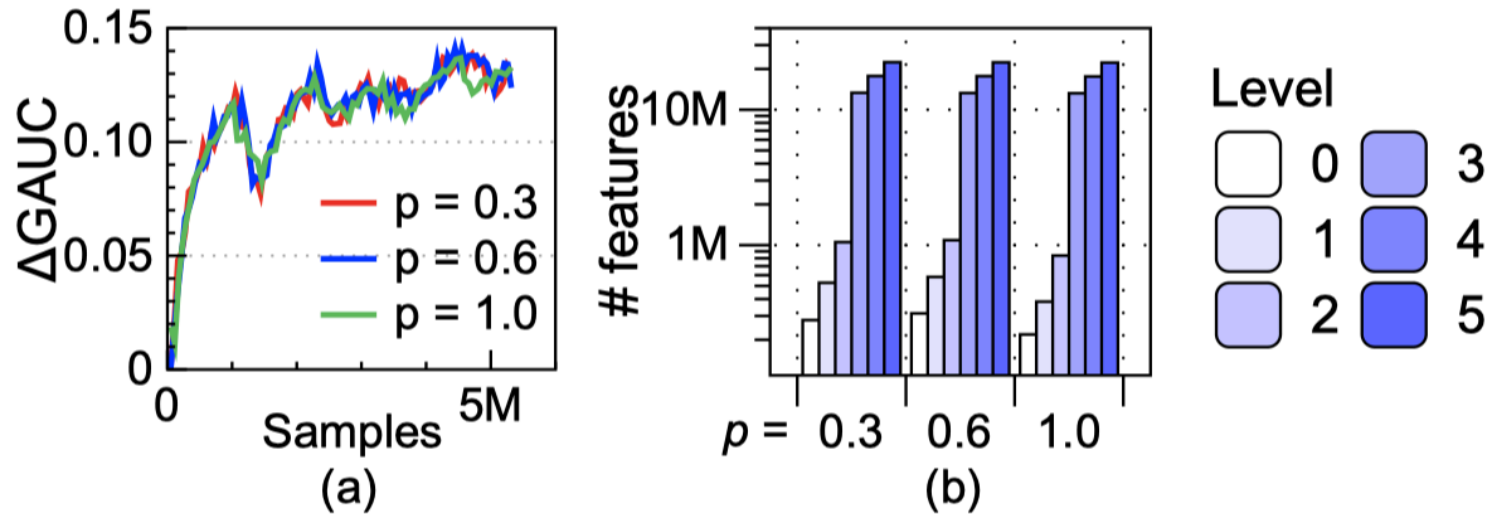 0.15
0.10
0.05
0
ΔGAUC
p = 0.3
p = 0.6
p = 1.0
0
5M
Samples
(a)
10M
1M
# features
p = 0.3 0.6 1.0
(b)
Level
0 3
1 4
2 5